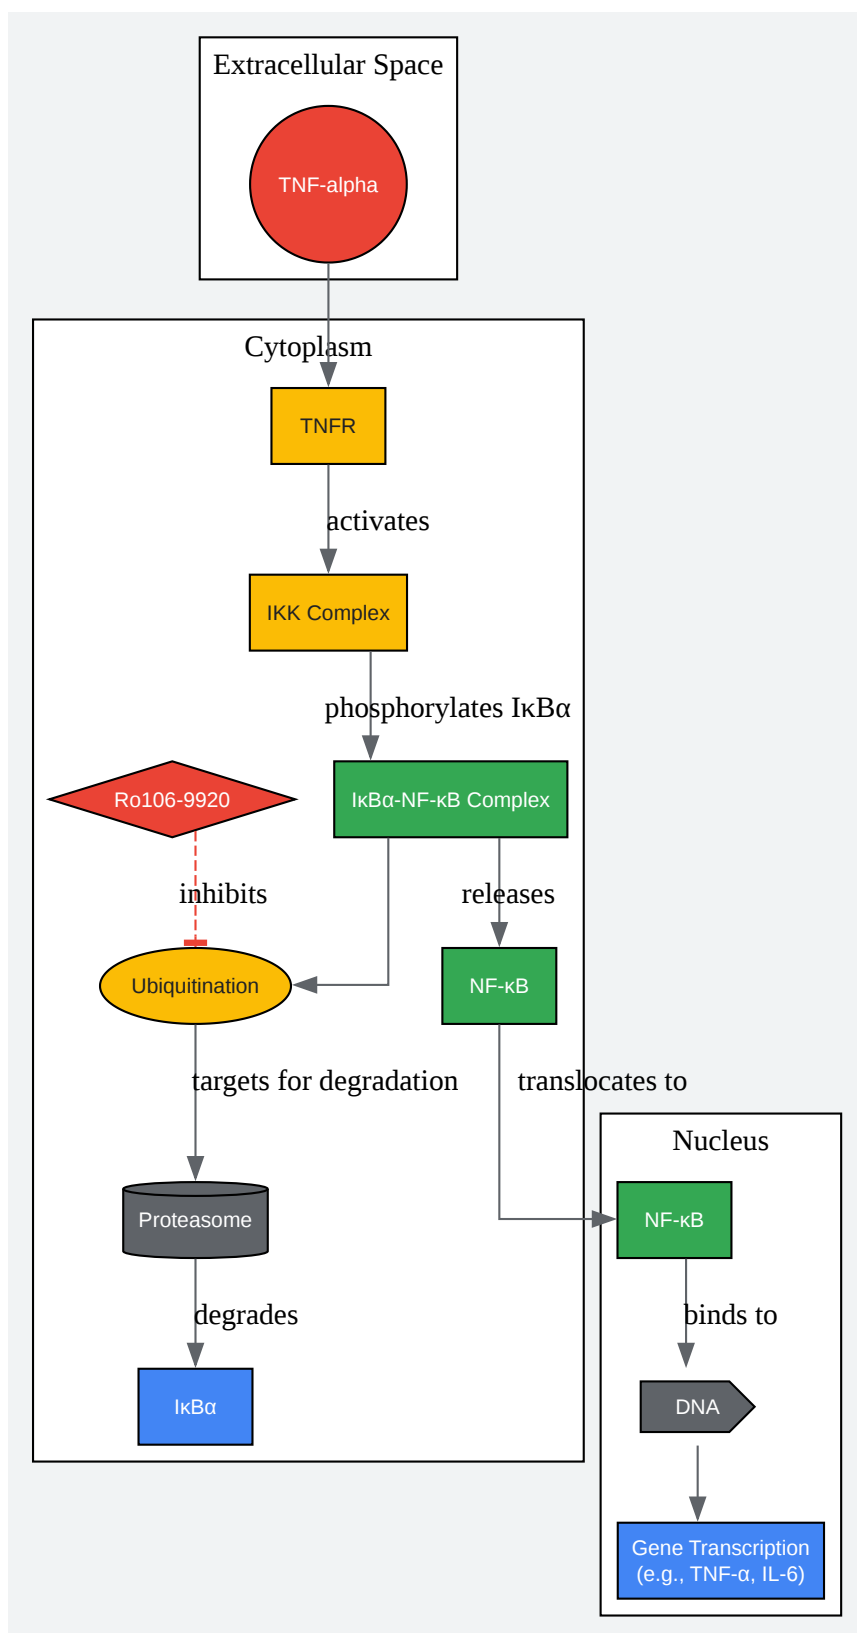 Extracellular Space
TNF-alpha
Cytoplasm
TNFR
activates
IKK Complex
phosphorylates IκBα
Ro106-9920
IκBα-NF-κB Complex
inhibits
releases
Ubiquitination
NF-κB
targets for degradation
translocates to
Nucleus
Proteasome
NF-κB
degrades
binds to
IκBα
DNA
Gene Transcription
(e.g., TNF-α, IL-6)